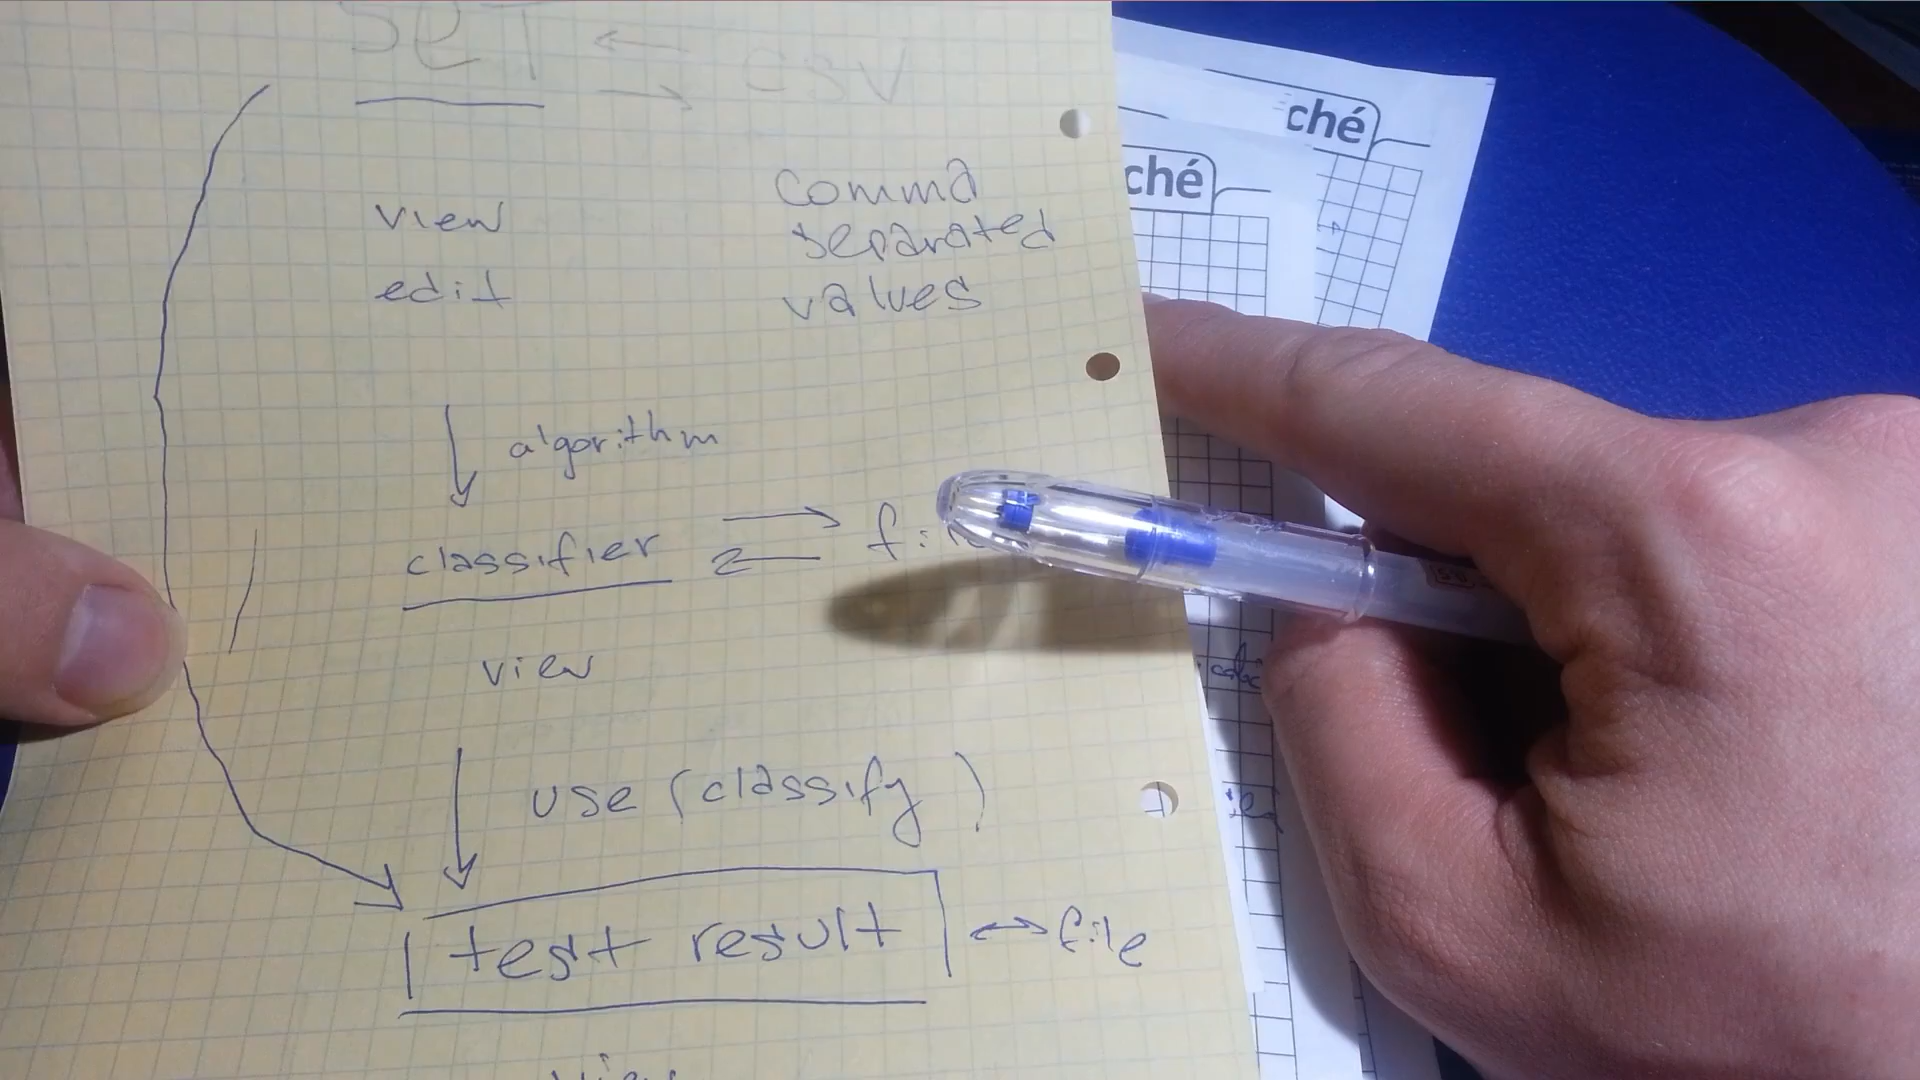 SET
CSV
ché
ché
view
comma
separated
edit
values
algorithm
classifier
view
use (classify)
test result
file